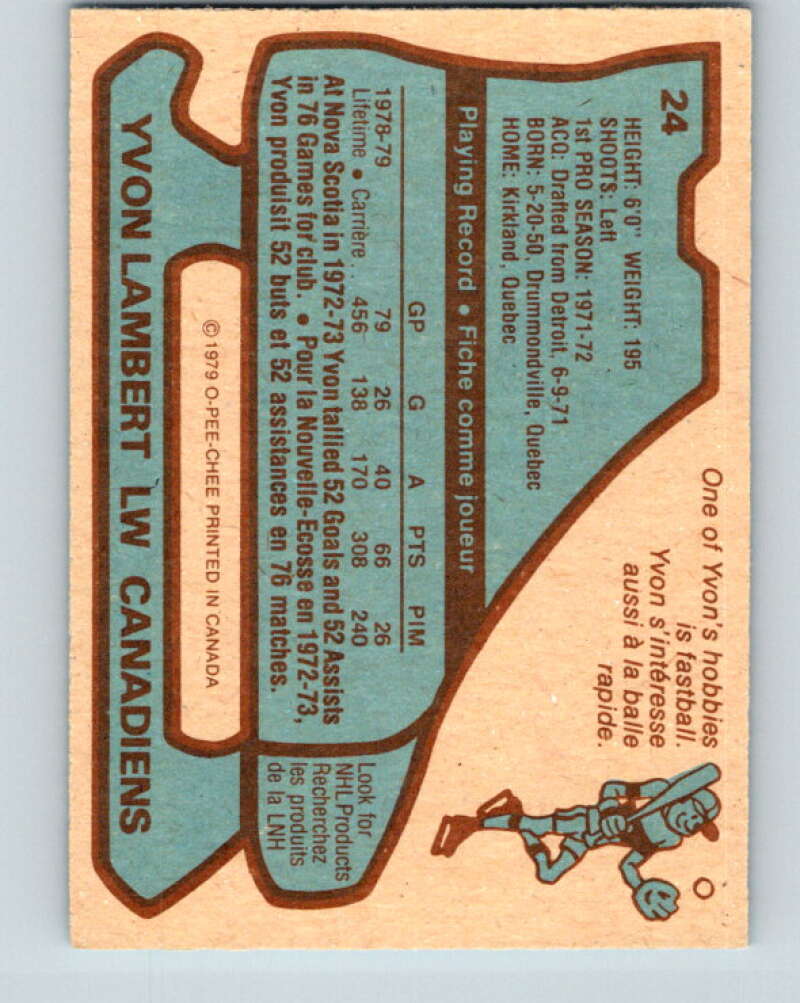 24
HEIGHT: 6'0" WEIGHT: 195
SHOOTS: Left
1st PRO SEASON: 1971-72
ACQ: Drafted from Detroit, 6-9-71
BORN: 5-20-50, Drummondville, Quebec
HOME: Kirkland, Quebec
One of Yvon's hobbies
is fastball.
Yvon s'intéresse
aussi à la balle
rapide.
Playing Record • Fiche comme joueur
GP G A PTS PIM
1978-79 79 26 40 66 26
Lifetime • Carrière .. 456 138 170 308 240
At Nova Scotia in 1972-73 Yvon tallied 52 Goals and 52 Assists
in 76 Games for club. • Pour la Nouvelle-Ecosse en 1972-73,
Yvon produisit 52 buts et 52 assistances en 76 matches.
Look for
NHL Products
Recherchez
les produits
de la LNH
© 1979 O-PEE-CHEE PRINTED IN CANADA
YVON LAMBERT LW CANADIENS